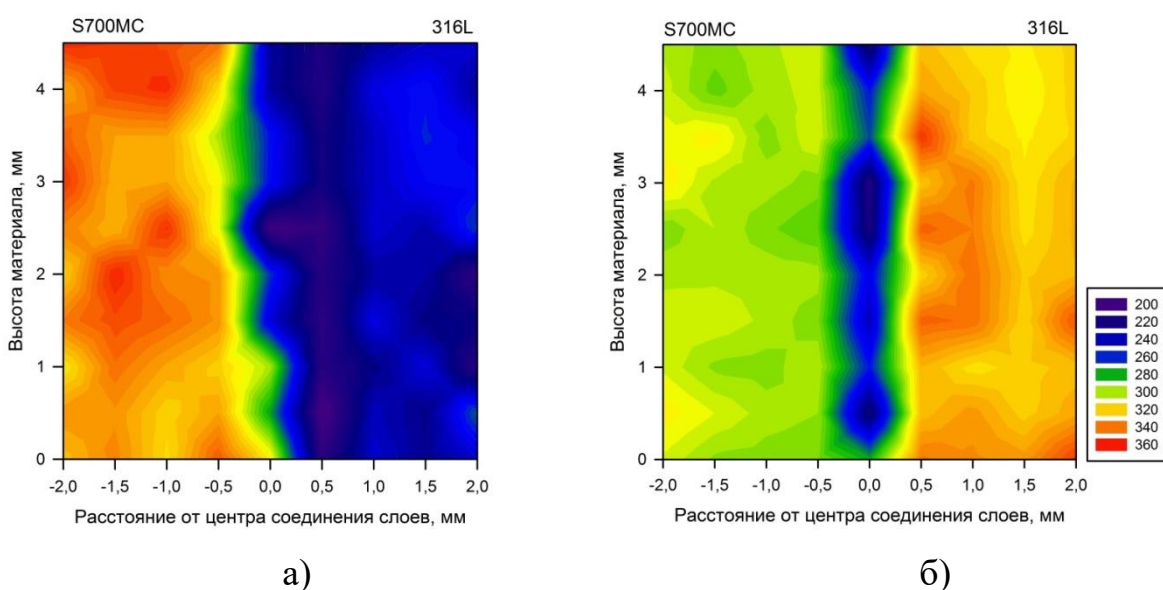 S700MC 316L
4
3
2
1
0
Высота материала, мм
-2,0 -1,5 -1,0 -0,5 0,0 0,5 1,0 1,5 2,0
Расстояние от центра соединения слоев, мм
а)
S700MC 316L
4
3
2
1
0
Высота материала, мм
-2,0 -1,5 -1,0 -0,5 0,0 0,5 1,0 1,5 2,0
Расстояние от центра соединения слоев, мм
б)
200
220
240
260
280
300
320
340
360